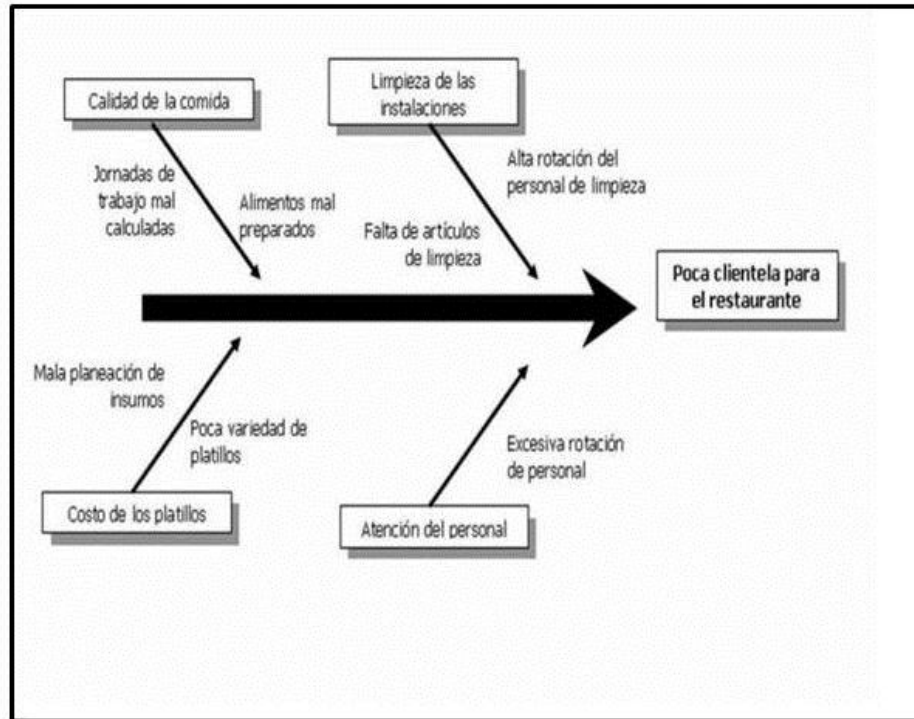 Calidad de la comida
Limpieza de las
instalaciones
Jornadas de
trabajo mal
calculadas
Alimentos mal
preparados
Alta rotación del
personal de limpieza
Falta de artículos
de limpieza
Poca clientela para
el restaurante
Mala planeación de
insumos
Poca variedad de
platillos
Excesiva rotación
de personal
Costo de los platillos
Atención del personal